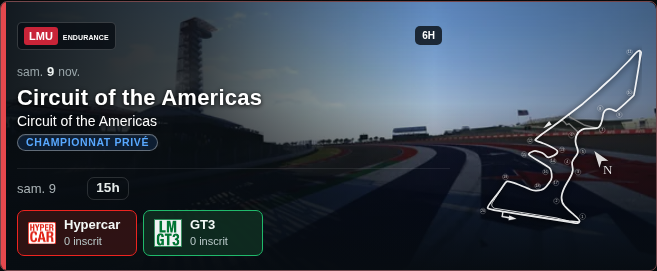 LMU ENDURANCE
6H
sam. 9 nov.
Circuit of the Americas
Circuit of the Americas
CHAMPIONNAT PRIVÉ
N
sam. 9 15h
HYPER CAR
Hypercar
0 inscrit
LM GT3
GT3
0 inscrit